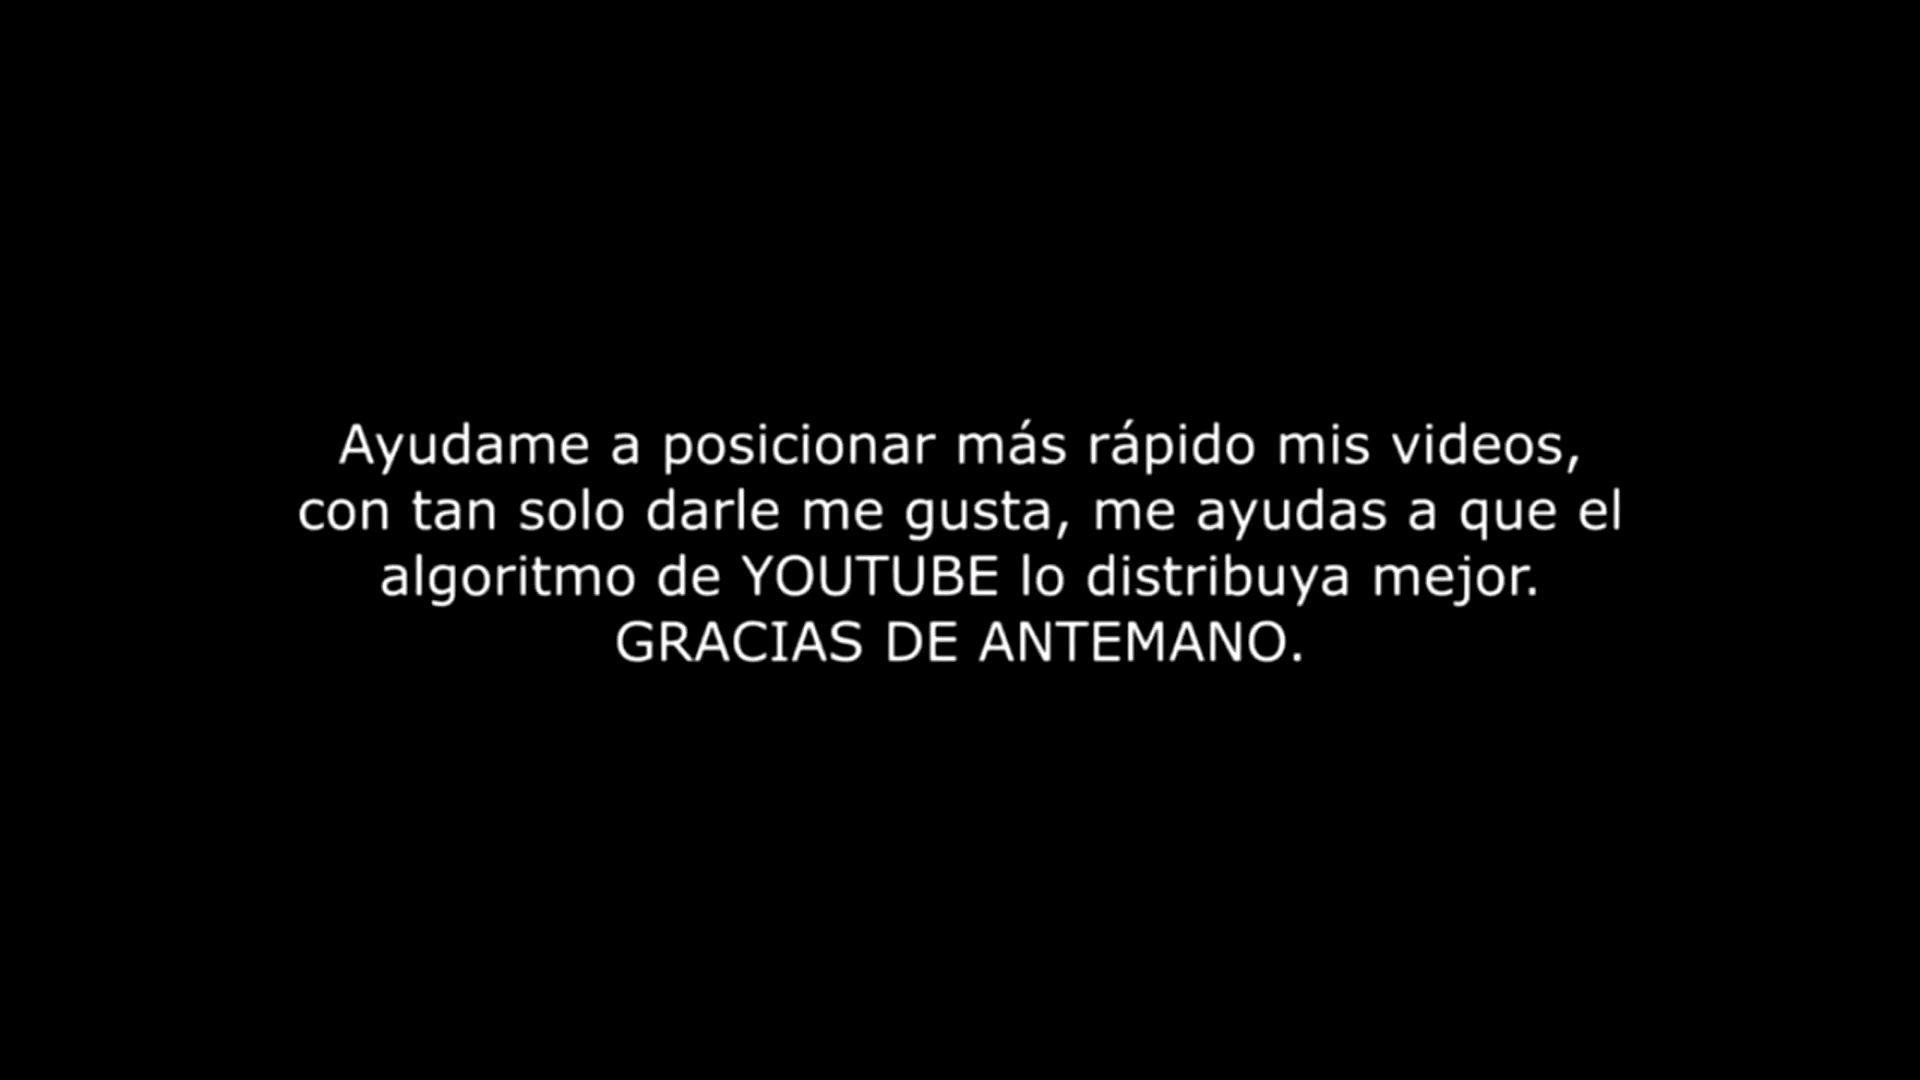 Ayudame a posicionar más rápido mis videos,
con tan solo darle me gusta, me ayudas a que el
algoritmo de YOUTUBE lo distribuya mejor.
GRACIAS DE ANTEMANO.